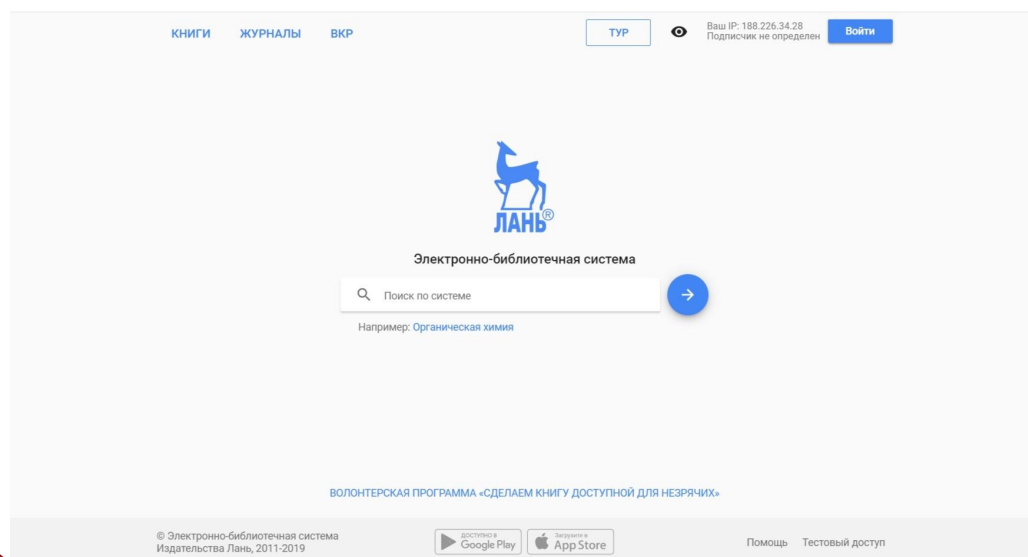 КНИГИ ЖУРНАЛЫ ВКР ТУР Ваш IP: 188.226.34.28
Подписчик не определен Войти
ЛАНЬ®
Электронно-библиотечная система
Поиск по системе
Например: Органическая химия
ВОЛОНТЕРСКАЯ ПРОГРАММА «СДЕЛАЕМ КНИГУ ДОСТУПНОЙ ДЛЯ НЕЗРЯЧИХ»
© Электронно-библиотечная система
Издательства Лань, 2011-2019
ДОСТУПНО В
Google Play
Загрузите в
App Store
Помощь Тестовый доступ